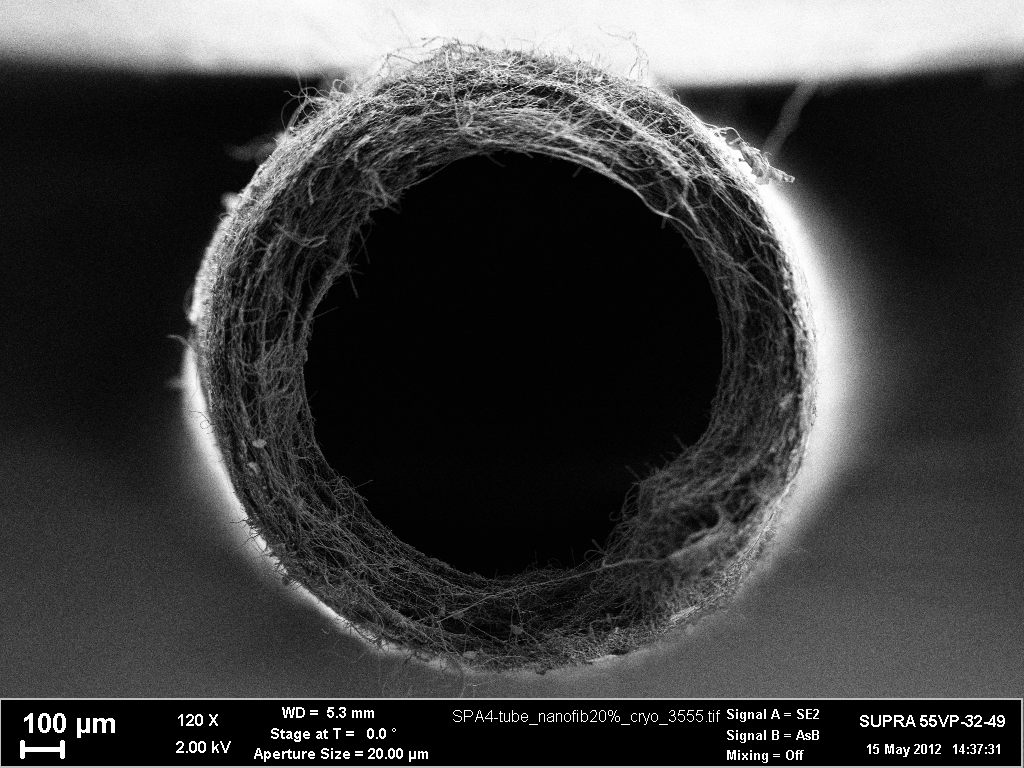 100 µm
120 X
2.00 kV
WD = 5.3 mm
Stage at T = 0.0 °
Aperture Size = 20.00 µm
SPA4-tube_nanofib20%_cryo_3555.tif
Signal A = SE2
Signal B = AsB
Mixing = Off
SUPRA 55VP-32-49
15 May 2012 14:37:31